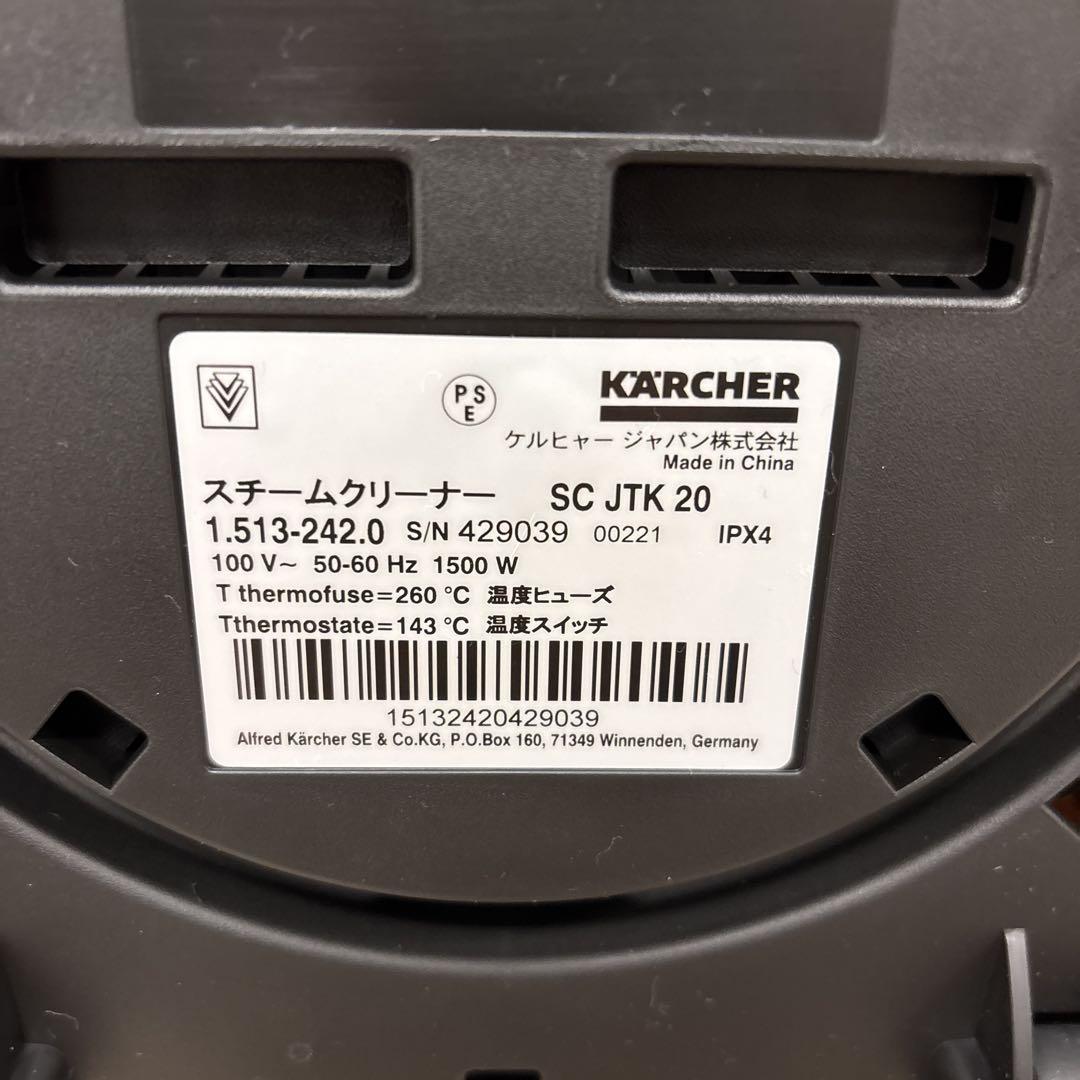 PS
E
KÄRCHER
ケルヒャー ジャパン株式会社
Made in China
スチームクリーナー SC JTK 20
1.513-242.0 S/N 429039 00221 IPX4
100 V~ 50-60 Hz 1500 W
T thermofuse=260 °C 温度ヒューズ
Tthermostate=143 °C 温度スイッチ
15132420429039
Alfred Kärcher SE & Co.KG, P.O.Box 160, 71349 Winnenden, Germany